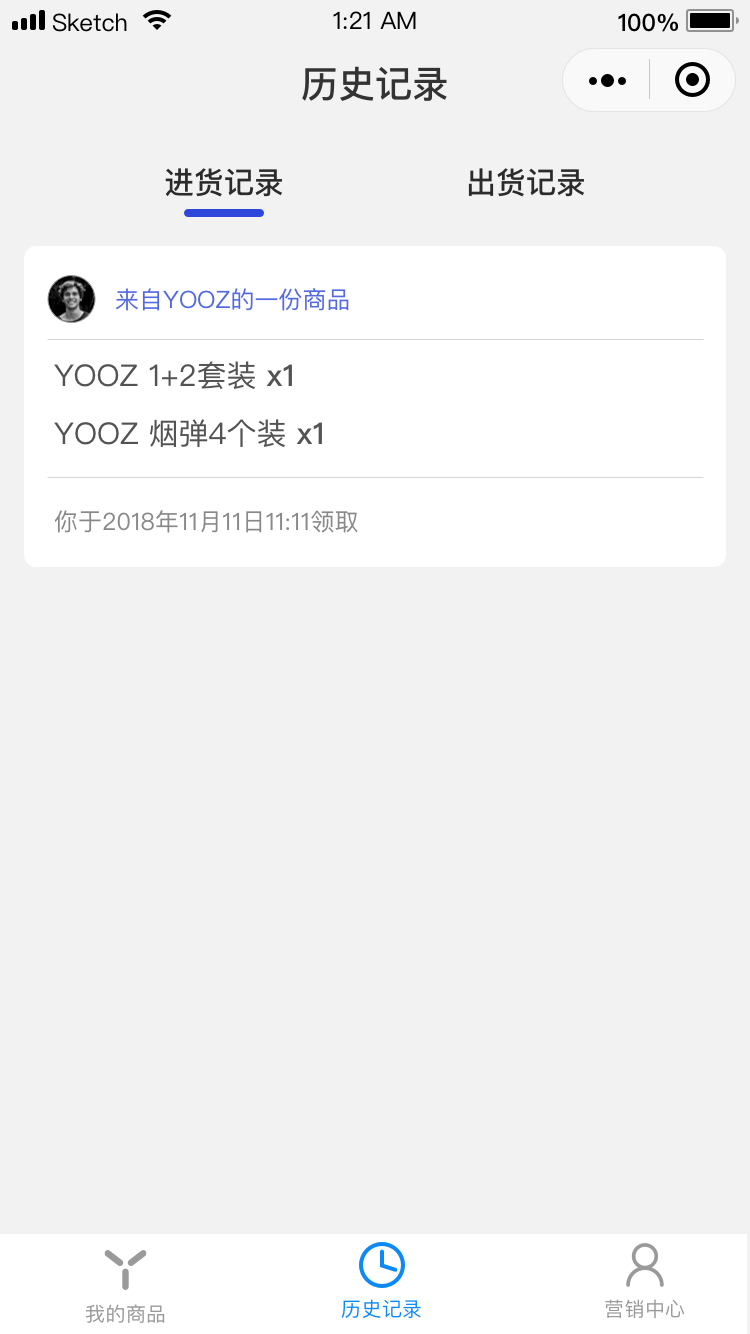 Sketch 1:21 AM 100%
历史记录
进货记录 出货记录
来自YOOZ的一份商品
YOOZ 1+2套装 x1
YOOZ 烟弹4个装 x1
你于2018年11月11日11:11领取
我的商品 历史记录 营销中心